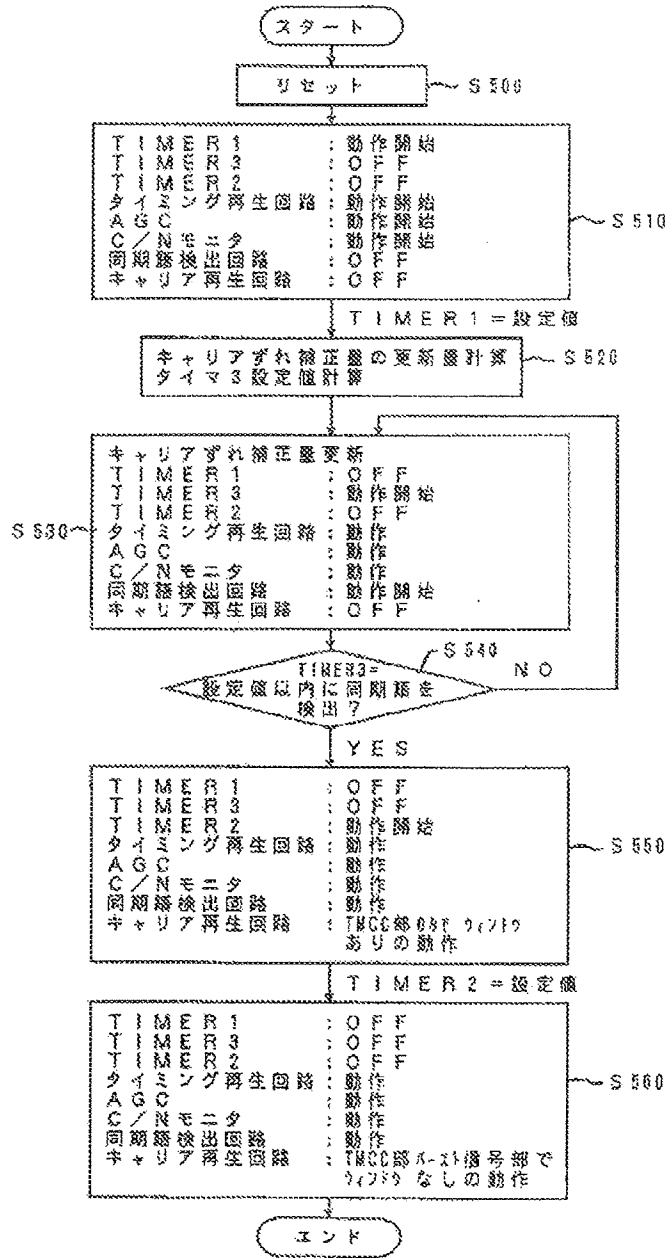 スタート
リセット
S500
TIMER1 :動作開始
TIMER3 :OFF
TIMER2 :OFF
タイミング再生回路 :動作開始
AGC :動作開始
C/Nモニタ :動作開始
同期語検出回路 :OFF
キャリア再生回路 :OFF
S510
TIMER1=設定値
キャリアずれ補正量の更新量計算
タイマ3設定値計算
S520
キャリアずれ補正量更新
TIMER1 :OFF
TIMER3 :動作開始
TIMER2 :OFF
タイミング再生回路 :動作
AGC :動作
C/Nモニタ :動作
同期語検出回路 :動作開始
キャリア再生回路 :OFF
S530
S540
TIMER3=
設定値以内に同期語を
検出?
NO
YES
TIMER1 :OFF
TIMER3 :OFF
TIMER2 :動作開始
タイミング再生回路 :動作
AGC :動作
C/Nモニタ :動作
同期語検出回路 :動作
キャリア再生回路 :TMCC部のみで ウィンドウ
ありの動作
S550
TIMER2=設定値
TIMER1 :OFF
TIMER3 :OFF
TIMER2 :OFF
タイミング再生回路 :動作
AGC :動作
C/Nモニタ :動作
同期語検出回路 :動作
キャリア再生回路 :TMCC部バースト信号部で
ウィンドウなしの動作
S560
エンド